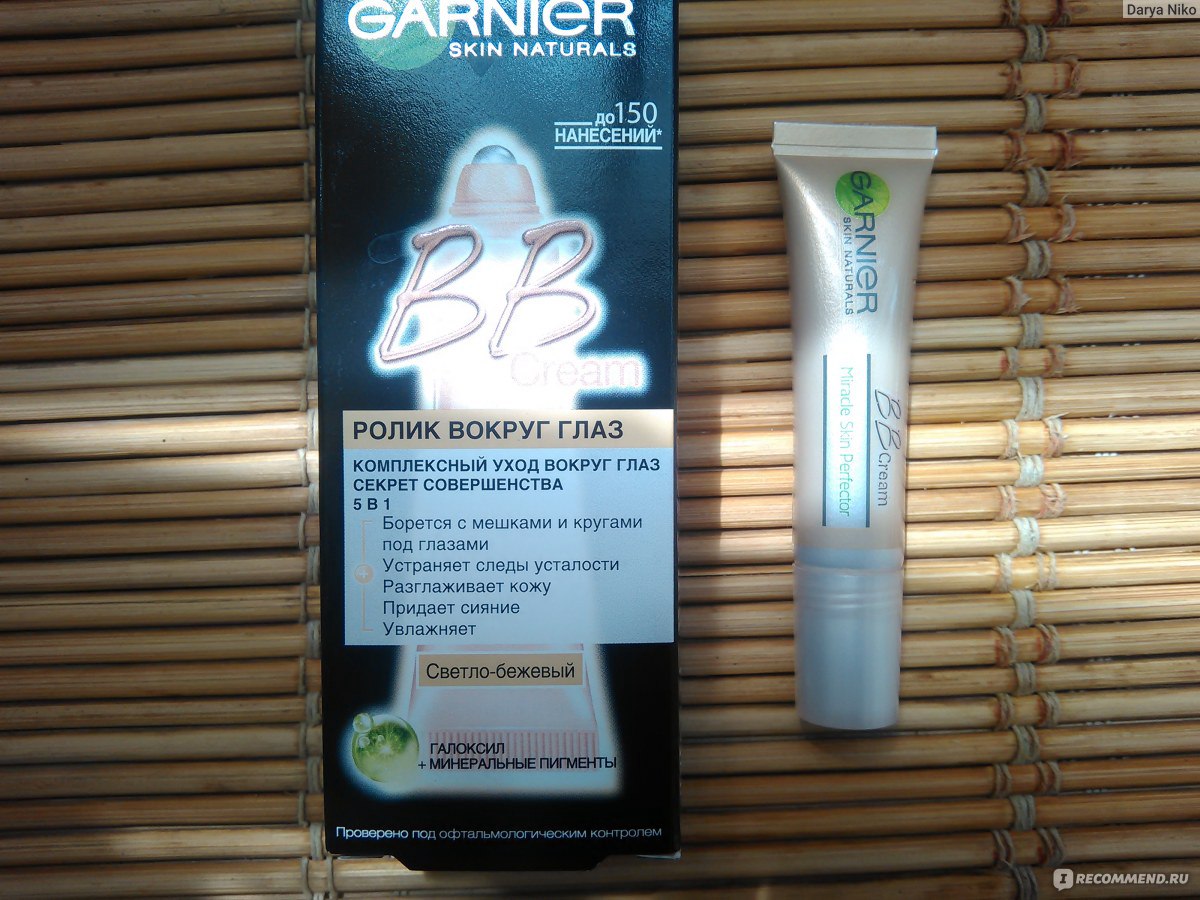 Darya Niko
GARNIER
SKIN NATURALS
до 150
НАНЕСЕНИЙ*
BB
Cream
РОЛИК ВОКРУГ ГЛАЗ
КОМПЛЕКСНЫЙ УХОД ВОКРУГ ГЛАЗ
СЕКРЕТ СОВЕРШЕНСТВА
5 В 1
Борется с мешками и кругами
под глазами
Устраняет следы усталости
Разглаживает кожу
Придает сияние
Увлажняет
Светло-бежевый
ГАЛОКСИЛ
+ МИНЕРАЛЬНЫЕ ПИГМЕНТЫ
Проверено под офтальмологическим контролем
GARNIER
SKIN NATURALS
BB Cream
Miracle Skin Perfector
IRECOMMEND.RU